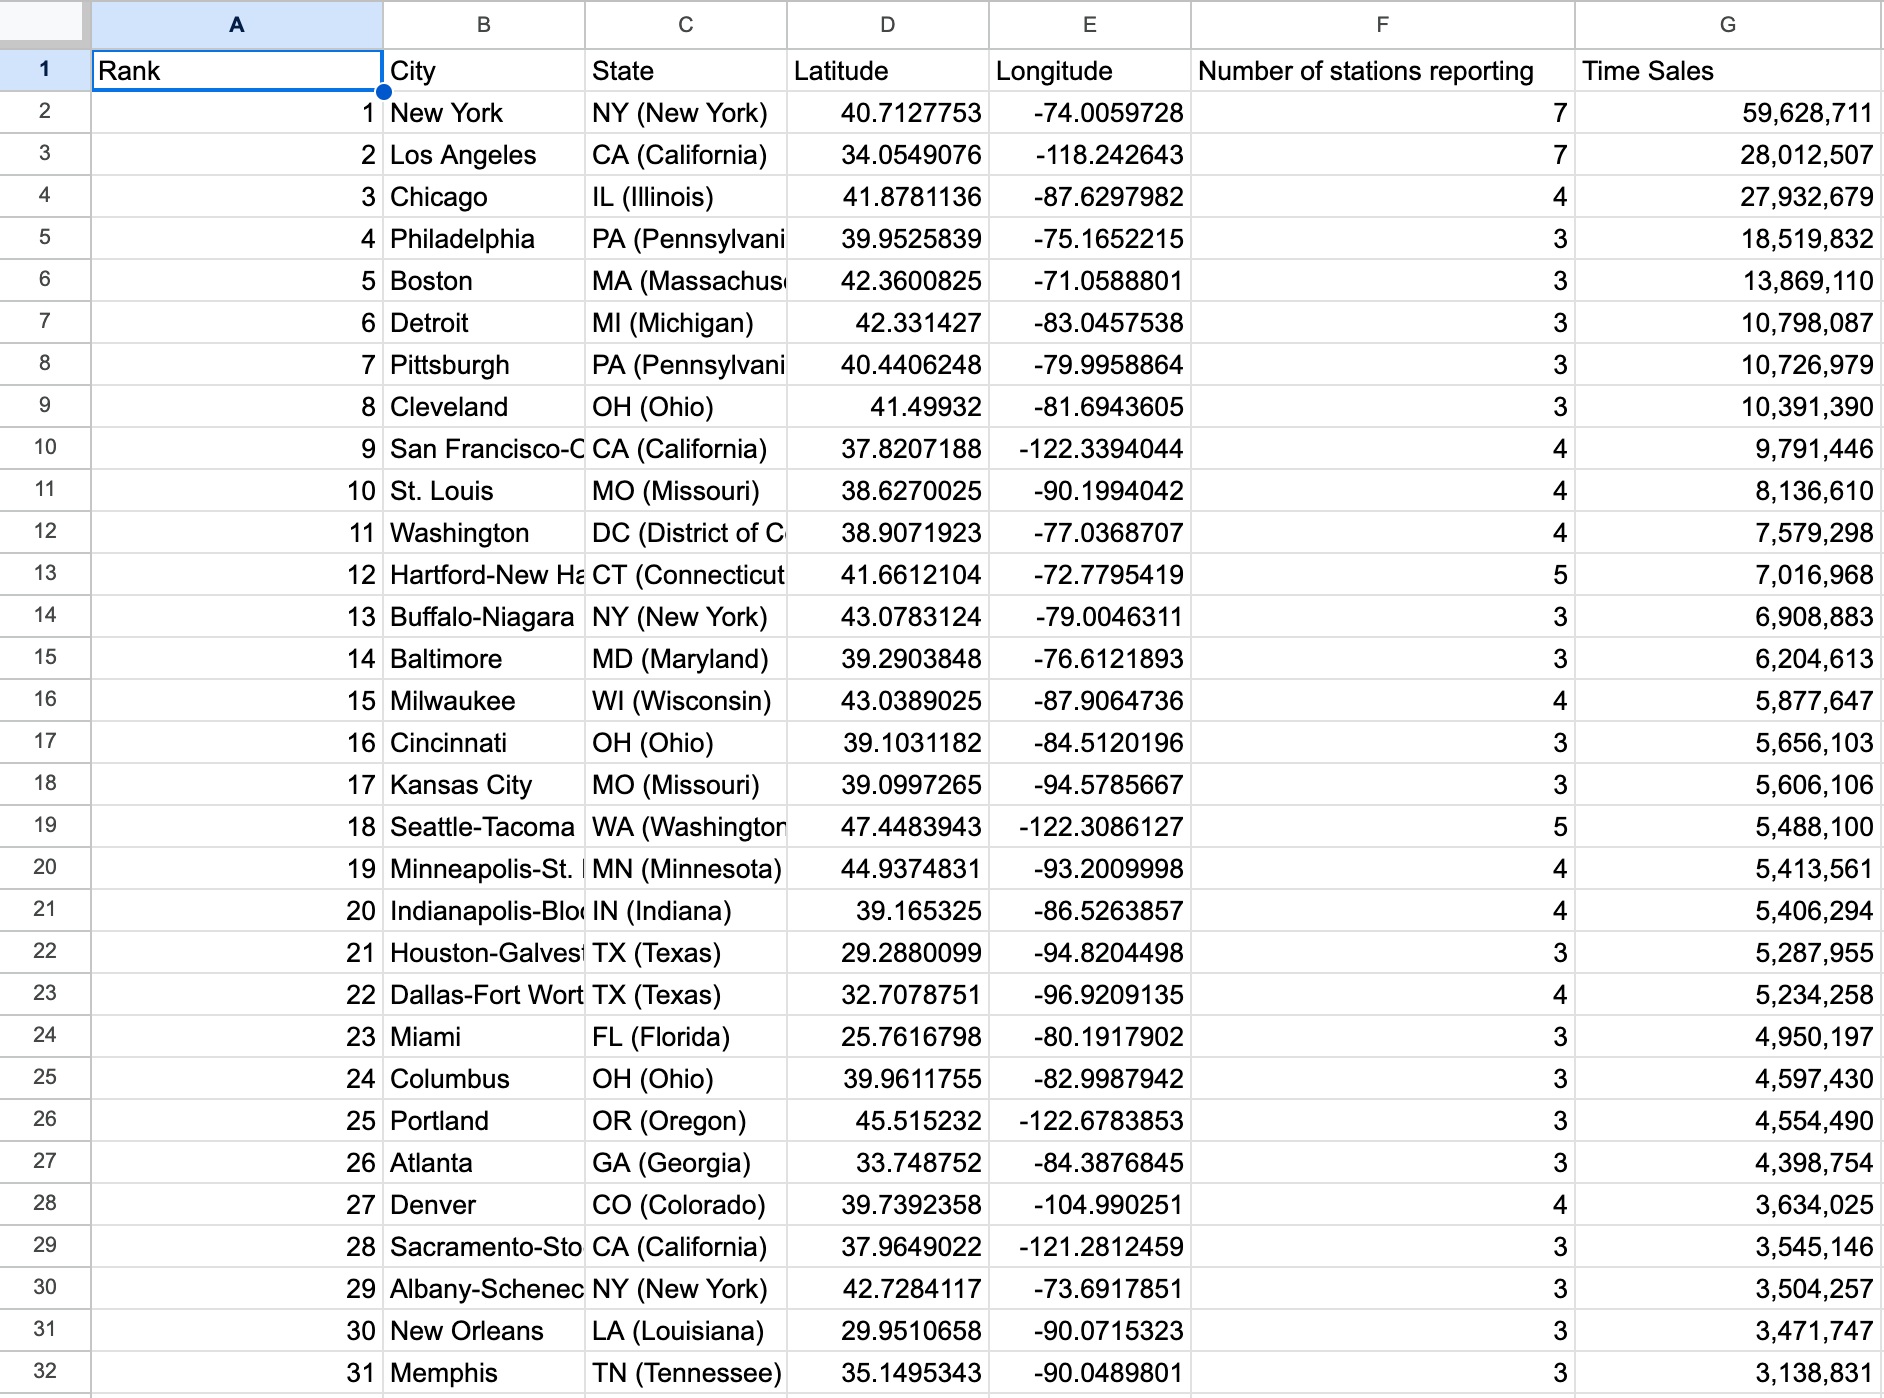 A B C D E F G
1 Rank City State Latitude Longitude Number of stations reporting Time Sales
2 1 New York NY (New York) 40.7127753 -74.0059728 7 59,628,711
3 2 Los Angeles CA (California) 34.0549076 -118.242643 7 28,012,507
4 3 Chicago IL (Illinois) 41.8781136 -87.6297982 4 27,932,679
5 4 Philadelphia PA (Pennsylvani 39.9525839 -75.1652215 3 18,519,832
6 5 Boston MA (Massachus 42.3600825 -71.0588801 3 13,869,110
7 6 Detroit MI (Michigan) 42.331427 -83.0457538 3 10,798,087
8 7 Pittsburgh PA (Pennsylvani 40.4406248 -79.9958864 3 10,726,979
9 8 Cleveland OH (Ohio) 41.49932 -81.6943605 3 10,391,390
10 9 San Francisco-C CA (California) 37.8207188 -122.3394044 4 9,791,446
11 10 St. Louis MO (Missouri) 38.6270025 -90.1994042 4 8,136,610
12 11 Washington DC (District of C 38.9071923 -77.0368707 4 7,579,298
13 12 Hartford-New Ha CT (Connecticut 41.6612104 -72.7795419 5 7,016,968
14 13 Buffalo-Niagara NY (New York) 43.0783124 -79.0046311 3 6,908,883
15 14 Baltimore MD (Maryland) 39.2903848 -76.6121893 3 6,204,613
16 15 Milwaukee WI (Wisconsin) 43.0389025 -87.9064736 4 5,877,647
17 16 Cincinnati OH (Ohio) 39.1031182 -84.5120196 3 5,656,103
18 17 Kansas City MO (Missouri) 39.0997265 -94.5785667 3 5,606,106
19 18 Seattle-Tacoma WA (Washington 47.4483943 -122.3086127 5 5,488,100
20 19 Minneapolis-St. MN (Minnesota) 44.9374831 -93.2009998 4 5,413,561
21 20 Indianapolis-Blo IN (Indiana) 39.165325 -86.5263857 4 5,406,294
22 21 Houston-Galvest TX (Texas) 29.2880099 -94.8204498 3 5,287,955
23 22 Dallas-Fort Wort TX (Texas) 32.7078751 -96.9209135 4 5,234,258
24 23 Miami FL (Florida) 25.7616798 -80.1917902 3 4,950,197
25 24 Columbus OH (Ohio) 39.9611755 -82.9987942 3 4,597,430
26 25 Portland OR (Oregon) 45.515232 -122.6783853 3 4,554,490
27 26 Atlanta GA (Georgia) 33.748752 -84.3876845 3 4,398,754
28 27 Denver CO (Colorado) 39.7392358 -104.990251 4 3,634,025
29 28 Sacramento-Sto CA (California) 37.9649022 -121.2812459 3 3,545,146
30 29 Albany-Schenec NY (New York) 42.7284117 -73.6917851 3 3,504,257
31 30 New Orleans LA (Louisiana) 29.9510658 -90.0715323 3 3,471,747
32 31 Memphis TN (Tennessee) 35.1495343 -90.0489801 3 3,138,831